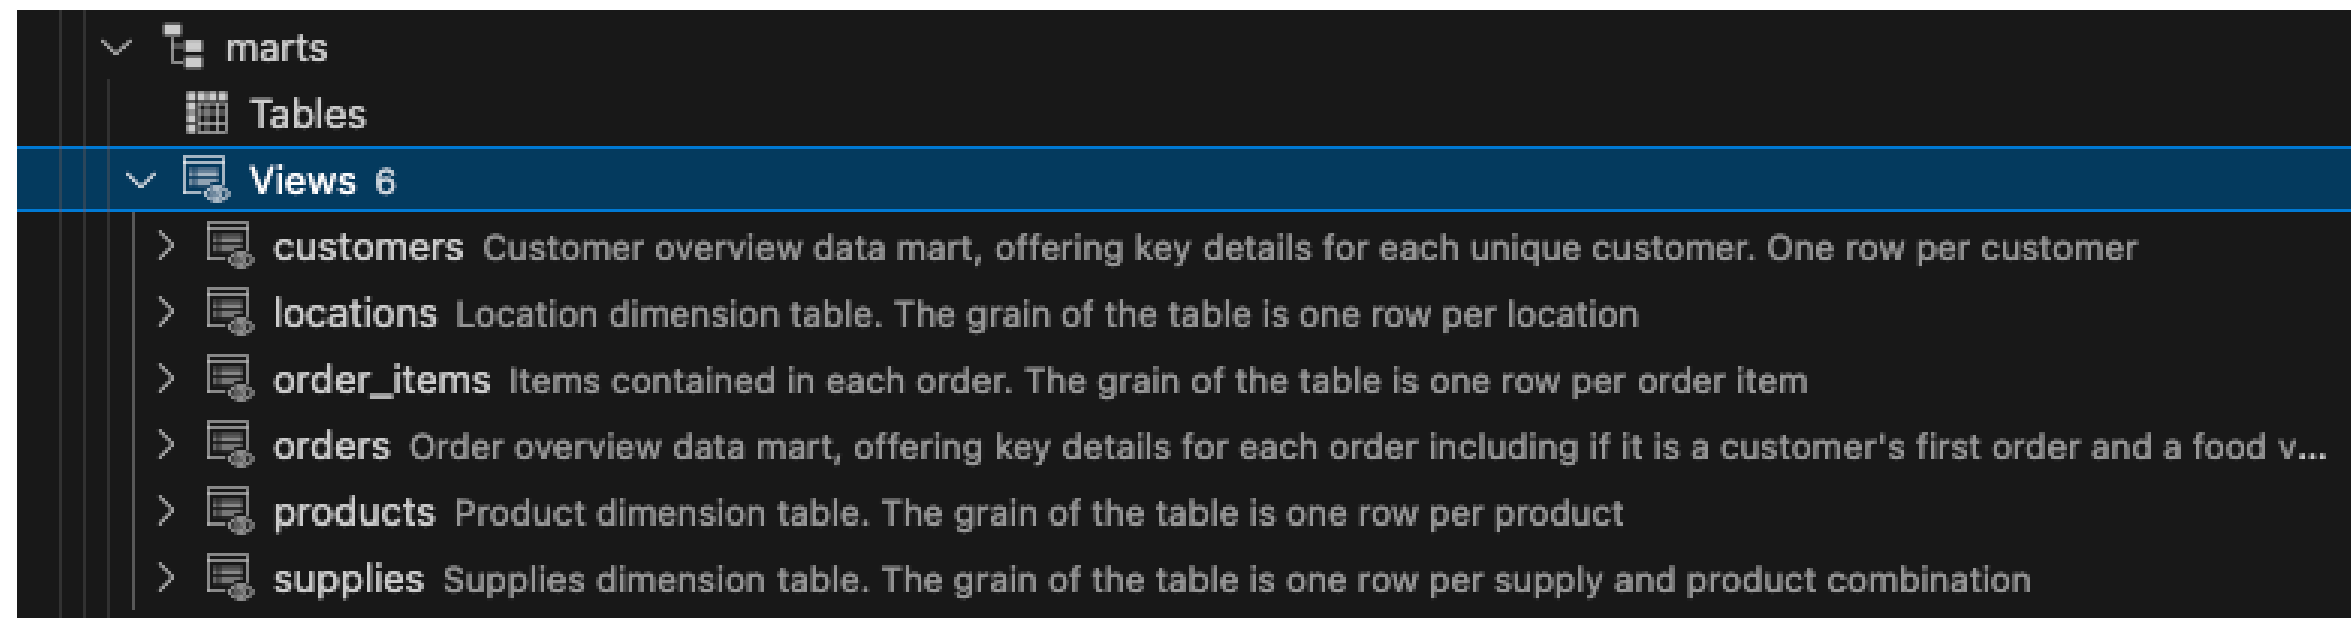 marts
Tables
Views 6
customers Customer overview data mart, offering key details for each unique customer. One row per customer
locations Location dimension table. The grain of the table is one row per location
order_items Items contained in each order. The grain of the table is one row per order item
orders Order overview data mart, offering key details for each order including if it is a customer's first order and a food v...
products Product dimension table. The grain of the table is one row per product
supplies Supplies dimension table. The grain of the table is one row per supply and product combination